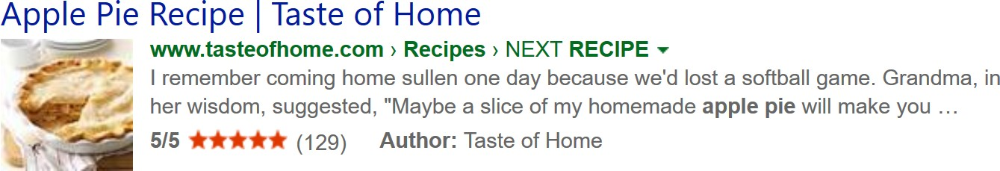 Apple Pie Recipe | Taste of Home
www.tasteofhome.com › Recipes › NEXT RECIPE
I remember coming home sullen one day because we'd lost a softball game. Grandma, in
her wisdom, suggested, "Maybe a slice of my homemade apple pie will make you …
5/5 (129) Author: Taste of Home